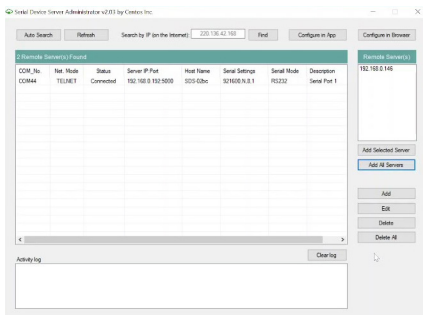 Serial Device Server Administrator v2.03 by Centos Inc.
Auto Search Refresh Search by IP (on the Internet) 220.136.42.168 Find Configure in App Configure in Browser
2 Remote Server(s) Found Remote Server(s)
COM_No. Net. Mode Status Server IP:Port Host Name Serial Settings Serial Mode Description
COM44 TELNET Connected 192.168.0.192:5000 SDS-02bc 921600.N.8.1 RS232 Serial Port 1
192.168.0.146
Add Selected Server
Add All Servers
Add
Edit
Delete
Delete All
Activity log Clear log